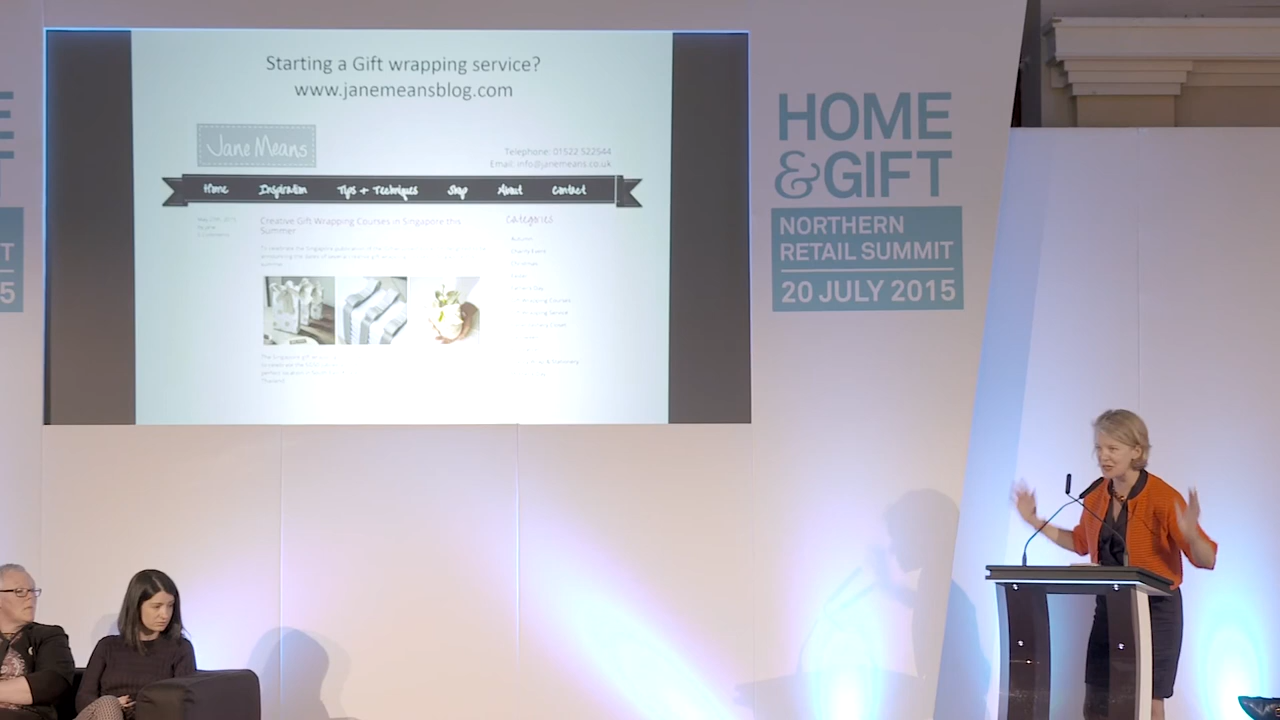 Starting a Gift wrapping service?
www.janemeansblog.com
Jane Means
Telephone: 01522 522544
Email: info@janemeans.co.uk
Home Inspiration Tips + Techniques Shop About Contact
Creative Gift Wrapping Courses in Singapore this
Summer
categories
HOME
&GIFT
NORTHERN
RETAIL SUMMIT
20 JULY 2015
E
T
T
5